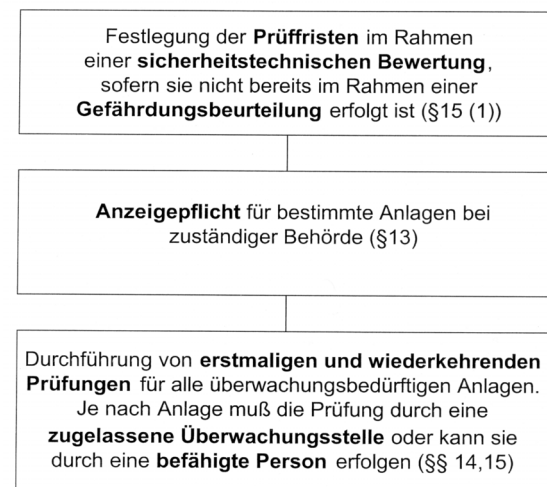 Festlegung der Prüffristen im Rahmen
einer sicherheitstechnischen Bewertung,
sofern sie nicht bereits im Rahmen einer
Gefährdungsbeurteilung erfolgt ist (§15 (1))
Anzeigepflicht für bestimmte Anlagen bei
zuständiger Behörde (§13)
Durchführung von erstmaligen und wiederkehrenden
Prüfungen für alle überwachungsbedürftigen Anlagen.
Je nach Anlage muß die Prüfung durch eine
zugelassene Überwachungsstelle oder kann sie
durch eine befähigte Person erfolgen (§§ 14,15)